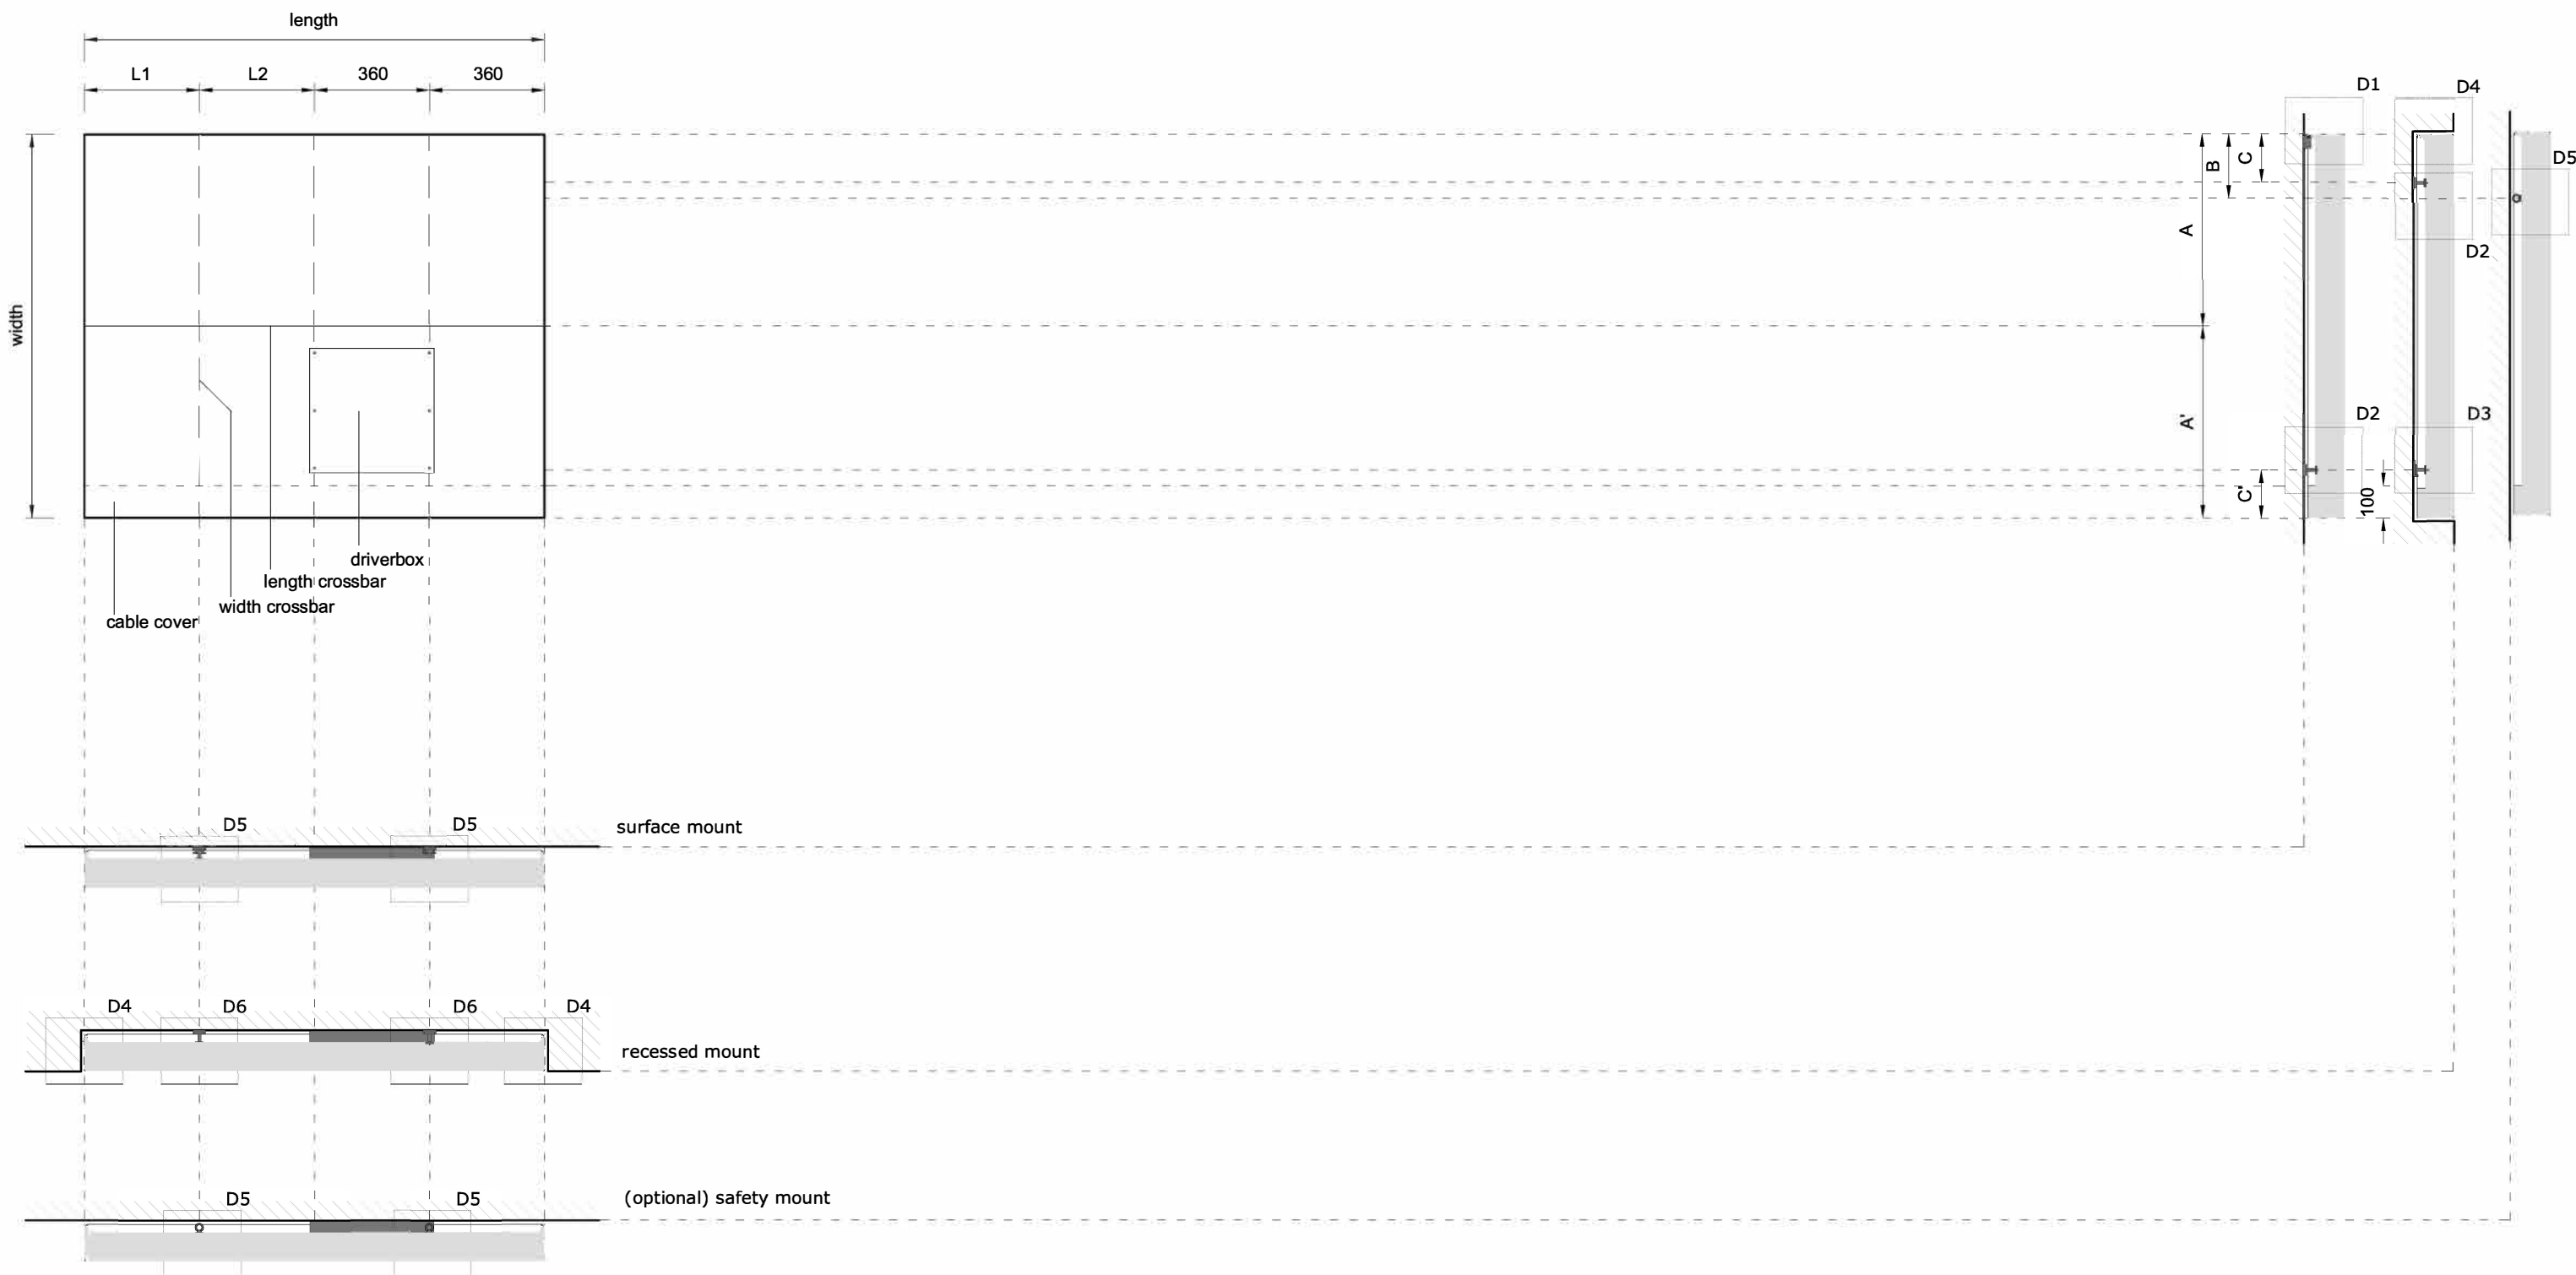 length
L1
L2
360
360
D1
D4
B
C
D5
A
D2
width
A'
D2
D3
C'
100
driverbox
length crossbar
width crossbar
cable cover
D5
D5
surface mount
D4
D6
D6
D4
recessed mount
D5
D5
(optional) safety mount